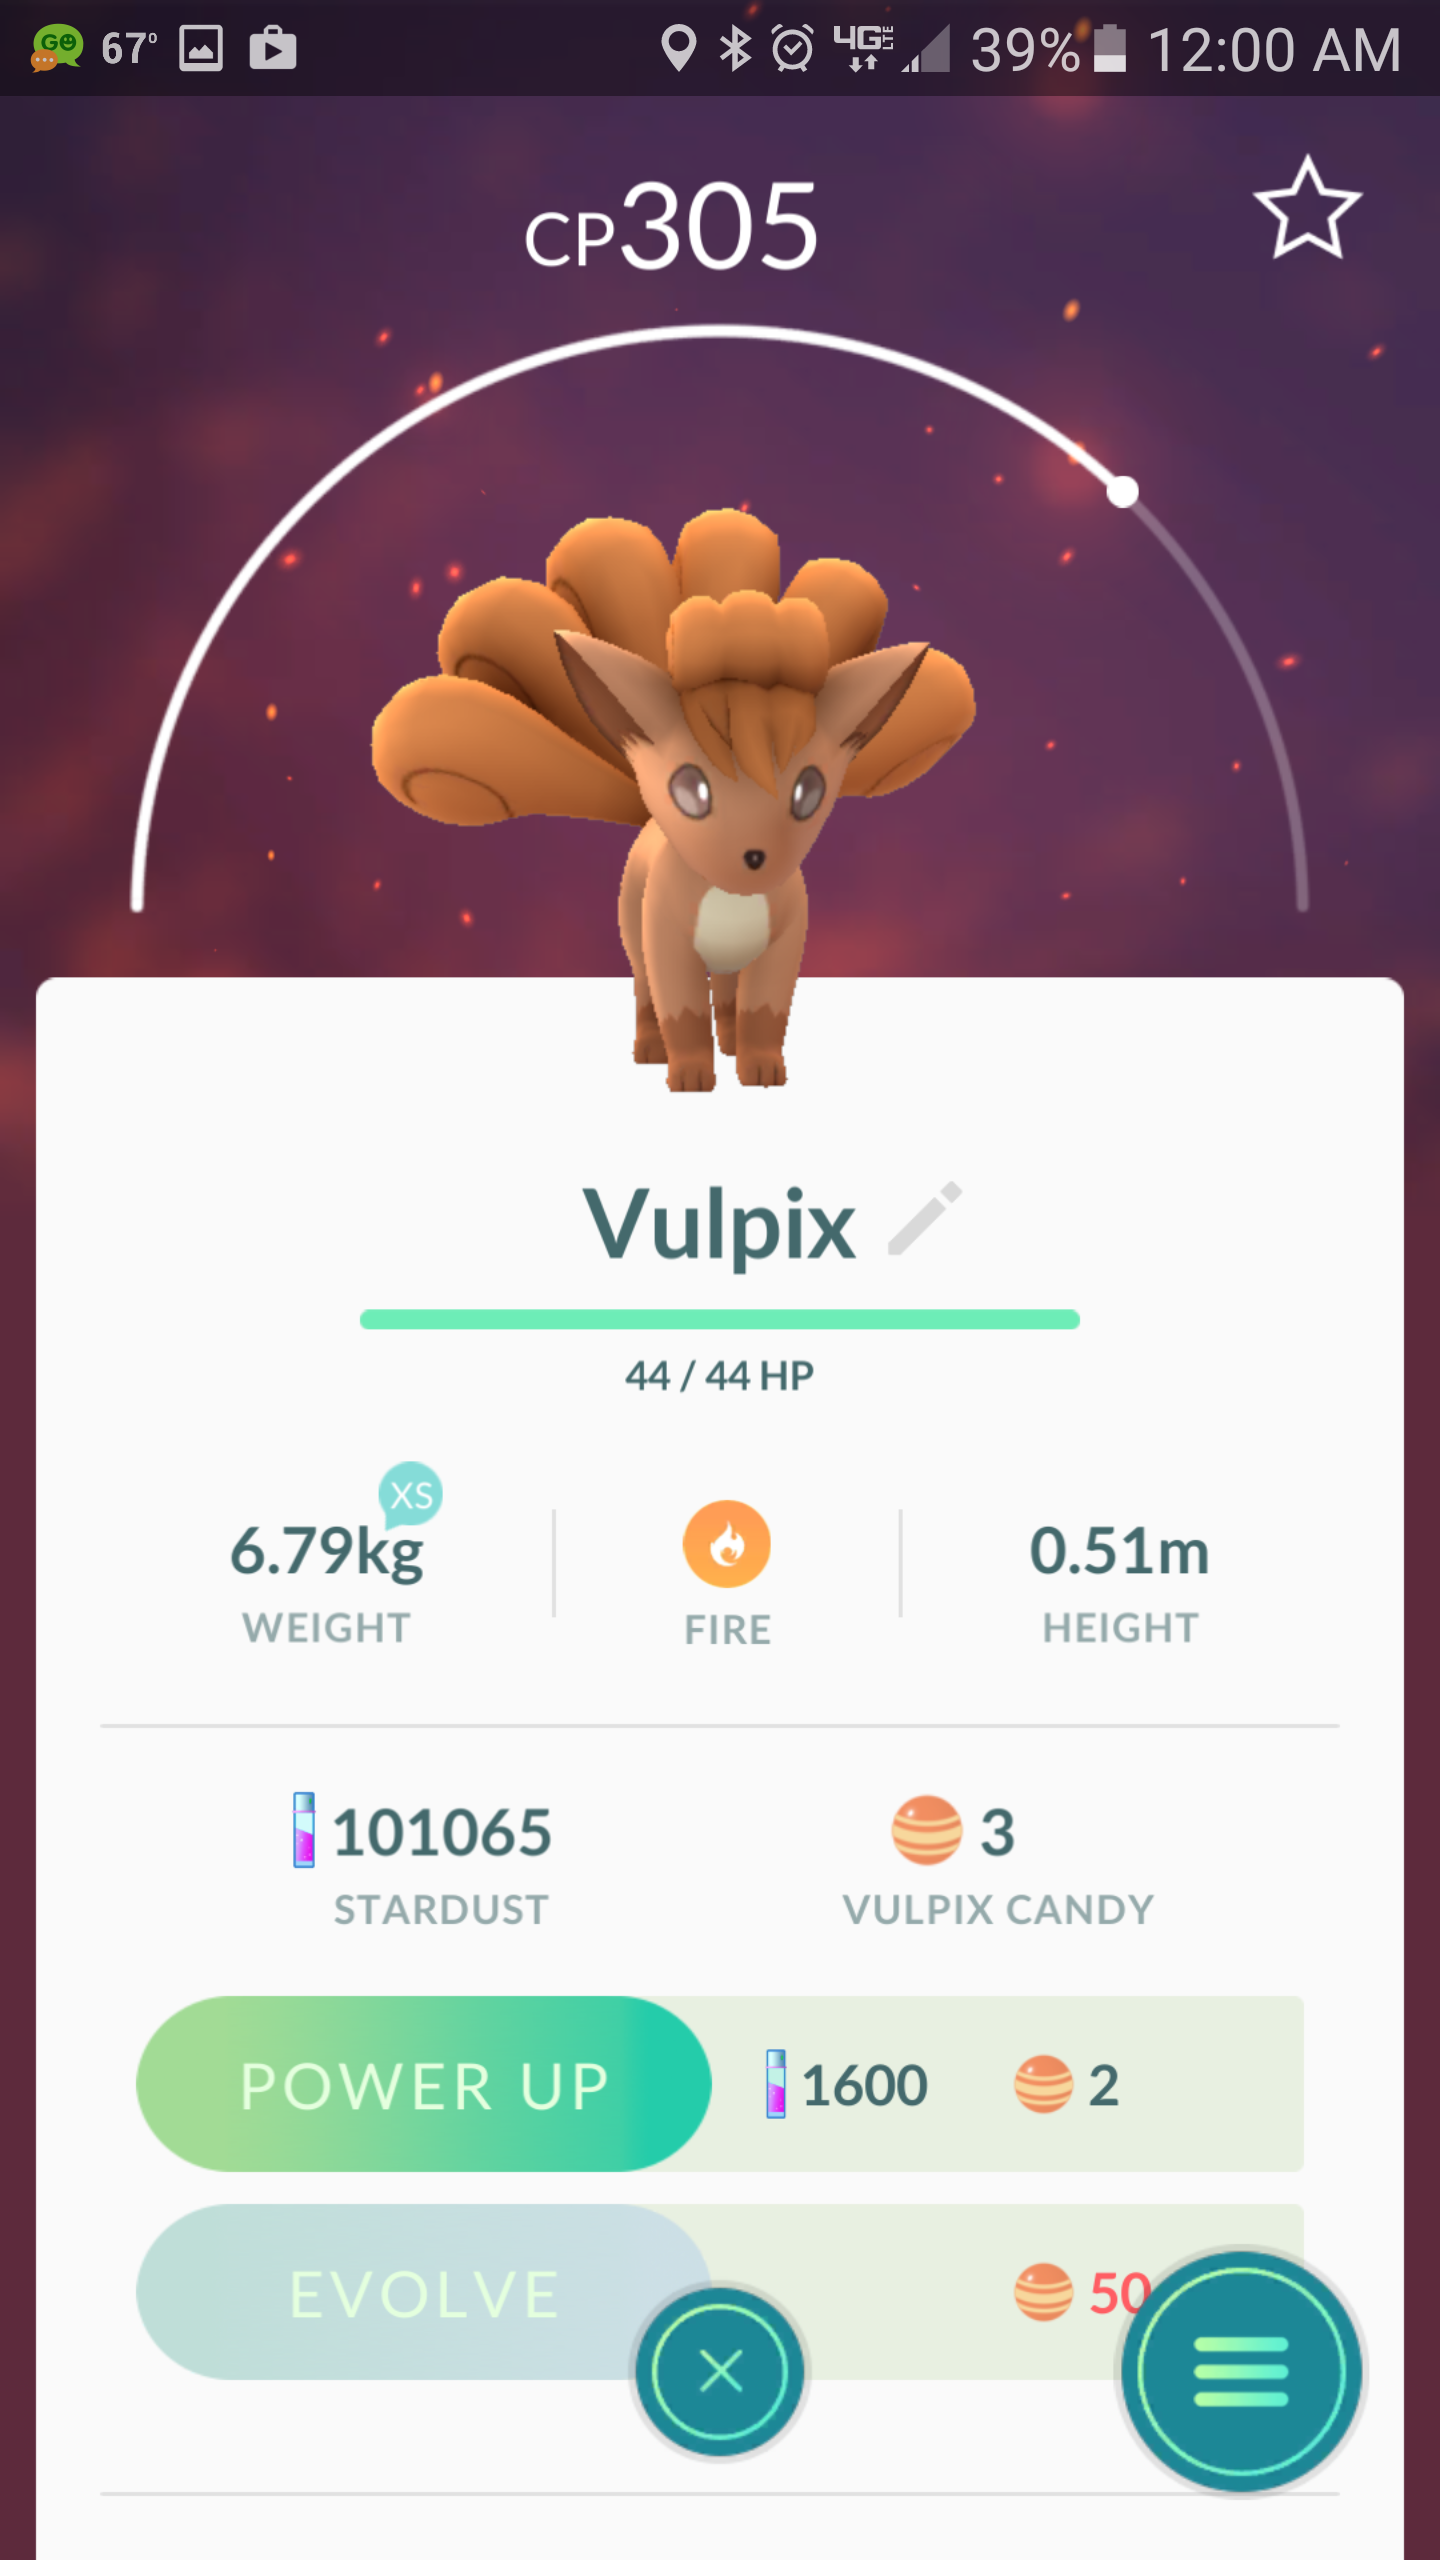 GO 67° 4G LTE 39% 12:00 AM
CP305
Vulpix
44 / 44 HP
XS
6.79kg
WEIGHT
FIRE
0.51m
HEIGHT
101065
STARDUST
3
VULPIX CANDY
POWER UP 1600 2
EVOLVE 50